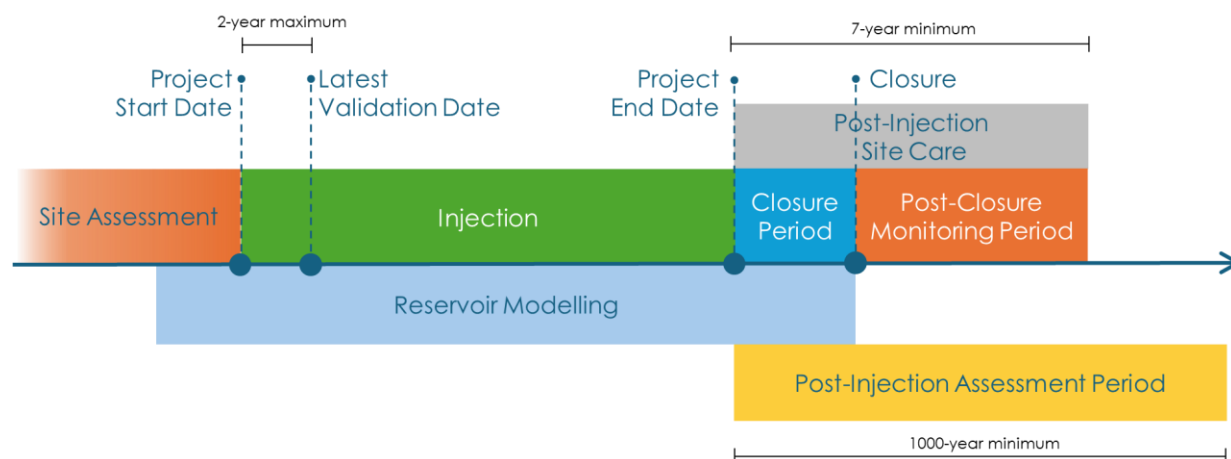 2-year maximum
7-year minimum
Project
Start Date
Latest
Validation Date
Project
End Date
Closure
Post-Injection
Site Care
Site Assessment
Injection
Closure
Period
Post-Closure
Monitoring Period
Reservoir Modelling
Post-Injection Assessment Period
1000-year minimum